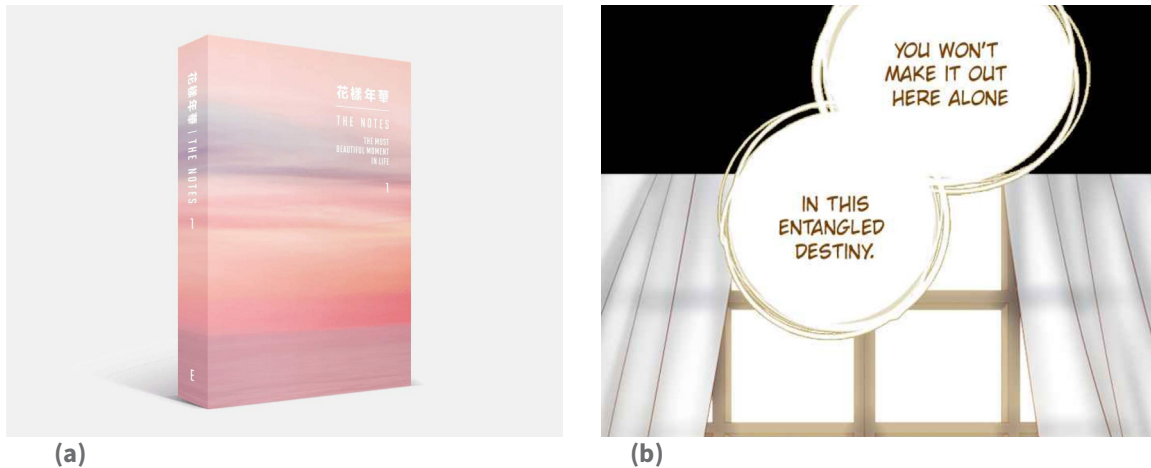 花樣年華 | THE NOTES 1
E
花樣年華
THE NOTES
THE MOST
BEAUTIFUL MOMENT
IN LIFE
1
YOU WON'T
MAKE IT OUT
HERE ALONE
IN THIS
ENTANGLED
DESTINY.
(a)
(b)